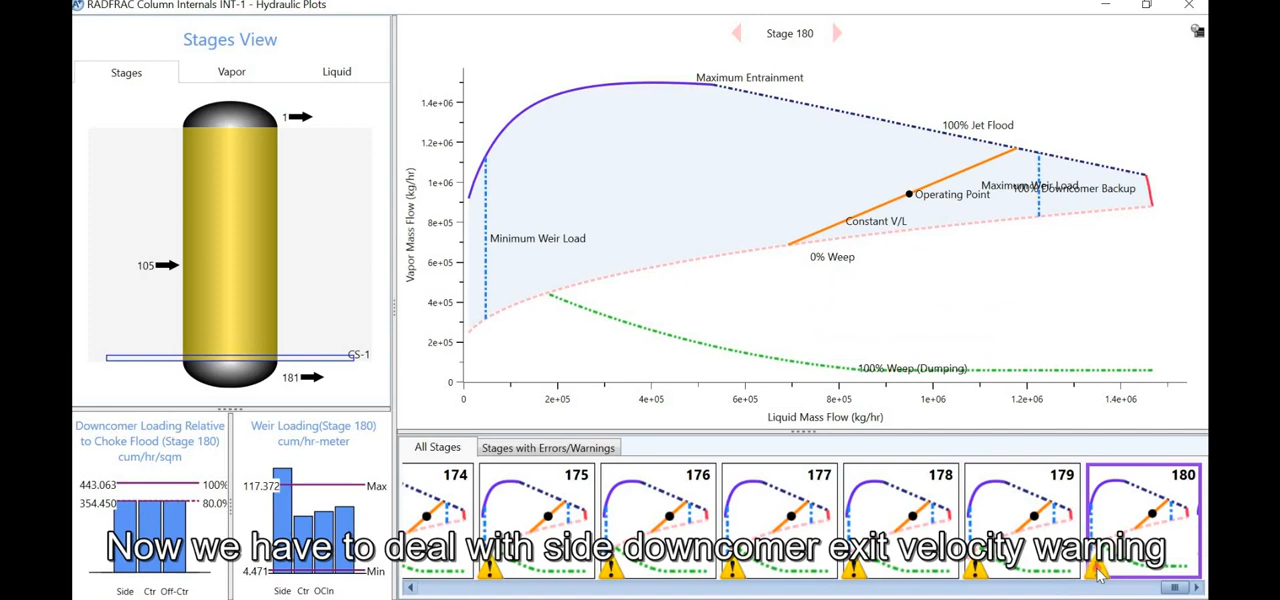 RADFRAC Column Internals INT-1 - Hydraulic Plots
Stages View
Stages Vapor Liquid
1
105
CS-1
181
Downcomer Loading Relative
to Choke Flood (Stage 180)
cum/hr/sqm
443.063 100%
354.450 80.0%
Side Ctr Off-Ctr
Weir Loading(Stage 180)
cum/hr-meter
117.372 Max
4.471 Min
Side Ctr OCIn
Stage 180
Maximum Entrainment
100% Jet Flood
Maximum Weir Load
100% Downcomer Backup
Operating Point
Constant V/L
Minimum Weir Load
0% Weep
100% Weep (Dumping)
Vapor Mass Flow (kg/hr)
1.4e+06
1.2e+06
1e+06
8e+05
6e+05
4e+05
2e+05
0
0 2e+05 4e+05 6e+05 8e+05 1e+06 1.2e+06 1.4e+06
Liquid Mass Flow (kg/hr)
All Stages Stages with Errors/Warnings
174 175 176 177 178 179 180
Now we have to deal with side downcomer exit velocity warning